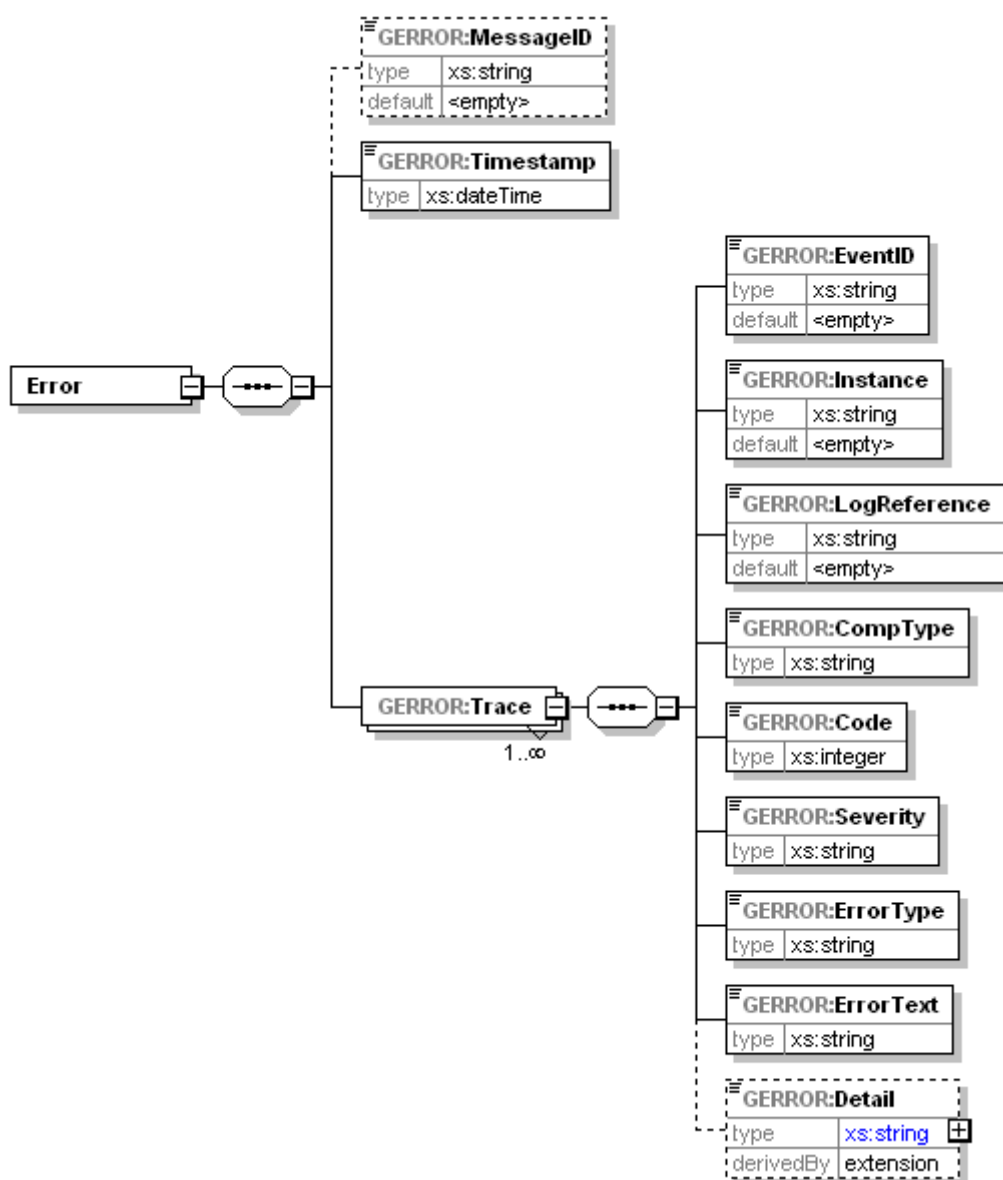 GERROR:MessageID
type xs:string
default <empty>
GERROR:Timestamp
type xs:dateTime
GERROR:EventID
type xs:string
default <empty>
GERROR:Instance
type xs:string
default <empty>
Error
GERROR:LogReference
type xs:string
default <empty>
GERROR:CompType
type xs:string
GERROR:Trace
1..∞
GERROR:Code
type xs:integer
GERROR:Severity
type xs:string
GERROR:ErrorType
type xs:string
GERROR:ErrorText
type xs:string
GERROR:Detail
type xs:string
derivedBy extension